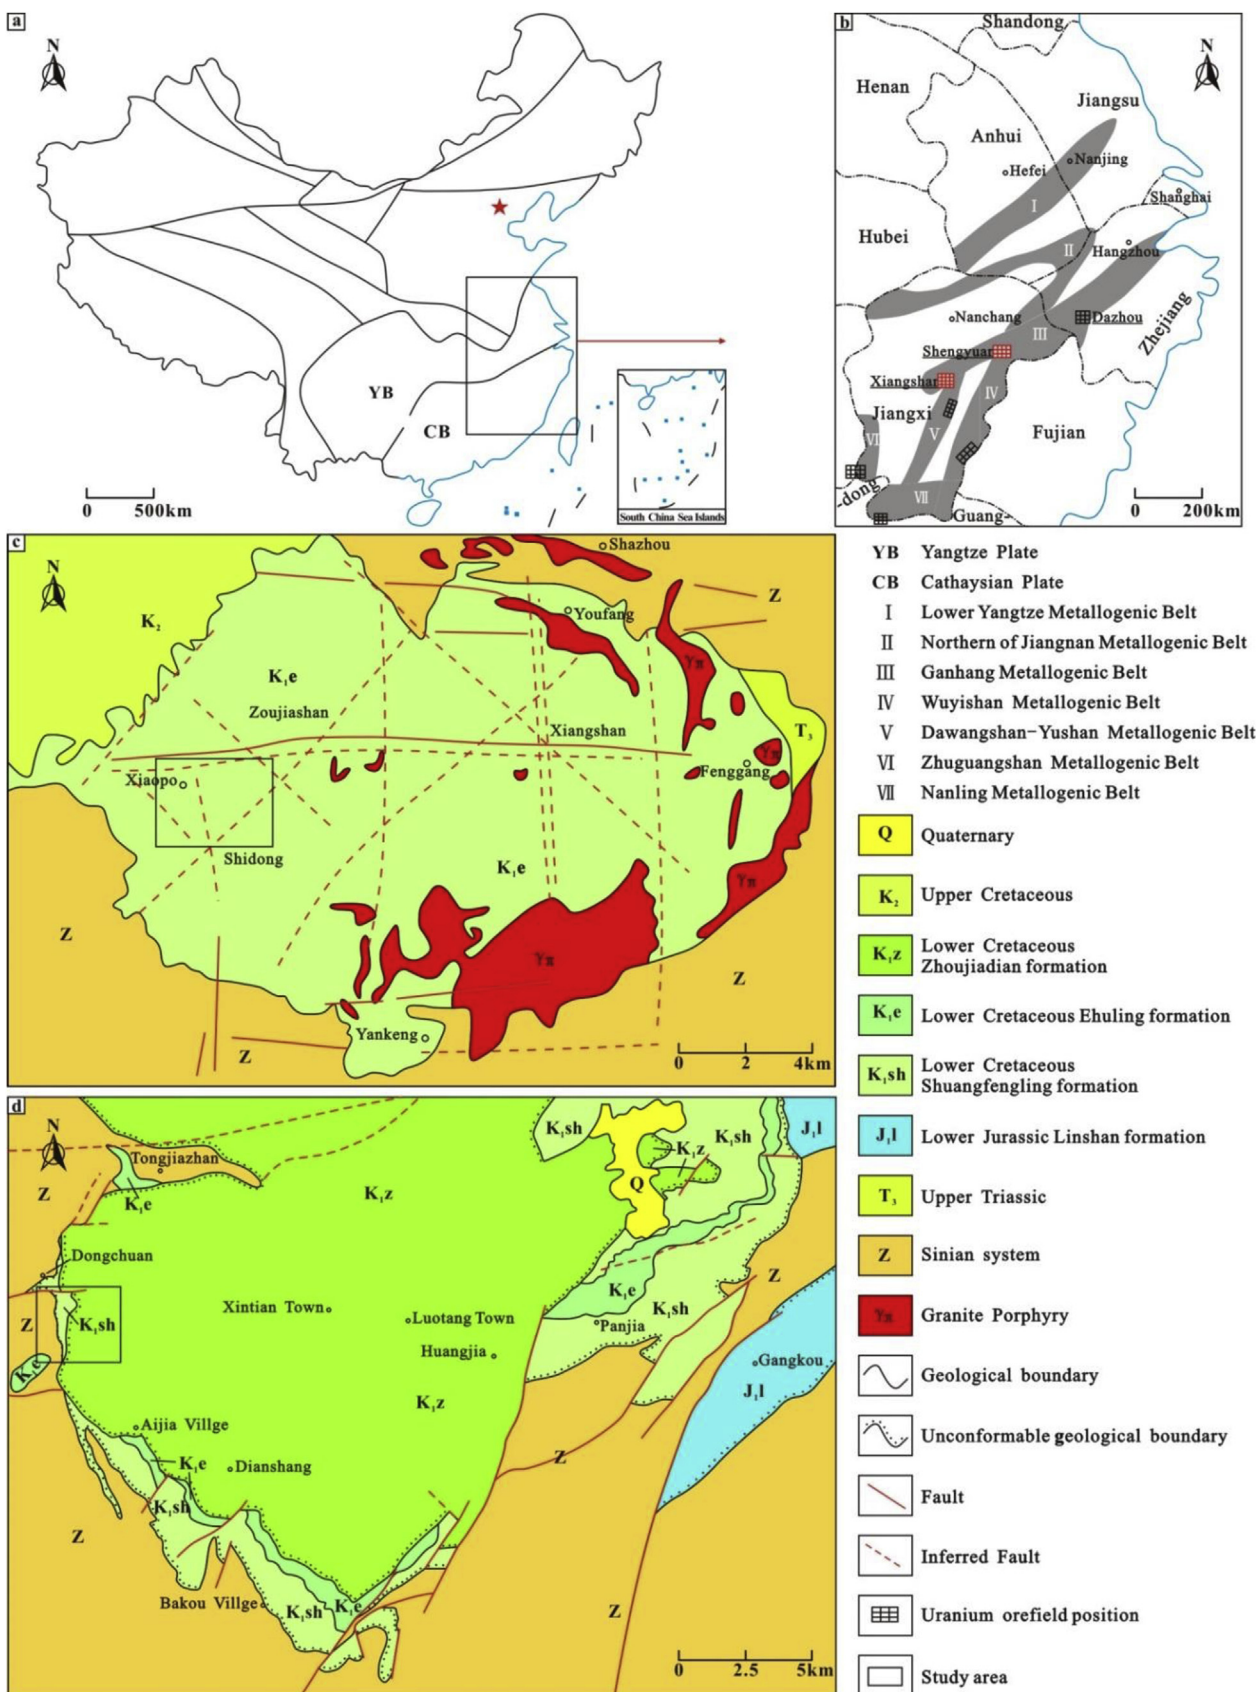 a
N
YB
CB
0 500km
South China Sea Islands
b
N
Shandong
Henan
Jiangsu
Anhui
Nanjing
Hefei
Shanghai
I
Hubei
II
Hangzhou
Nanchang
Dazhou
III
Zhejiang
Shengyuan
Xiangshan
IV
Jiangxi
V
Fujian
VI
-dong
VII
Guang-
0 200km
c
N
Shazhou
Z
K₂
Youfang
K₁e
γπ
Zoujiashan
Xiangshan
T₃
γπ
Fenggang
Xiaopo
Shidong
K₁e
γπ
Z
γπ
Z
Yankeng
Z
0 2 4km
d
N
K₁sh
K₁sh
J₁l
K₁z
Tongjiazhan
Z
K₁z
Q
K₁e
Dongchuan
Z
K₁e
Xintian Town
Luotang Town
K₁sh
Z
K₁sh
Panjia
Huangjia
Gangkou
K₁e
J₁l
K₁z
Aijia Villge
K₁e
Dianshang
Z
K₁sh
Z
Bakou Villge
K₁sh
K₁e
Z
0 2.5 5km
YB Yangtze Plate
CB Cathaysian Plate
I Lower Yangtze Metallogenic Belt
II Northern of Jiangnan Metallogenic Belt
III Ganhang Metallogenic Belt
IV Wuyishan Metallogenic Belt
V Dawangshan-Yushan Metallogenic Belt
VI Zhuguangshan Metallogenic Belt
VII Nanling Metallogenic Belt
Q Quaternary
K₂ Upper Cretaceous
K₁z Lower Cretaceous
Zhoujiadian formation
K₁e Lower Cretaceous Ehuling formation
K₁sh Lower Cretaceous
Shuangfengling formation
J₁l Lower Jurassic Linshan formation
T₃ Upper Triassic
Z Sinian system
γπ Granite Porphyry
Geological boundary
Unconformable geological boundary
Fault
Inferred Fault
Uranium orefield position
Study area